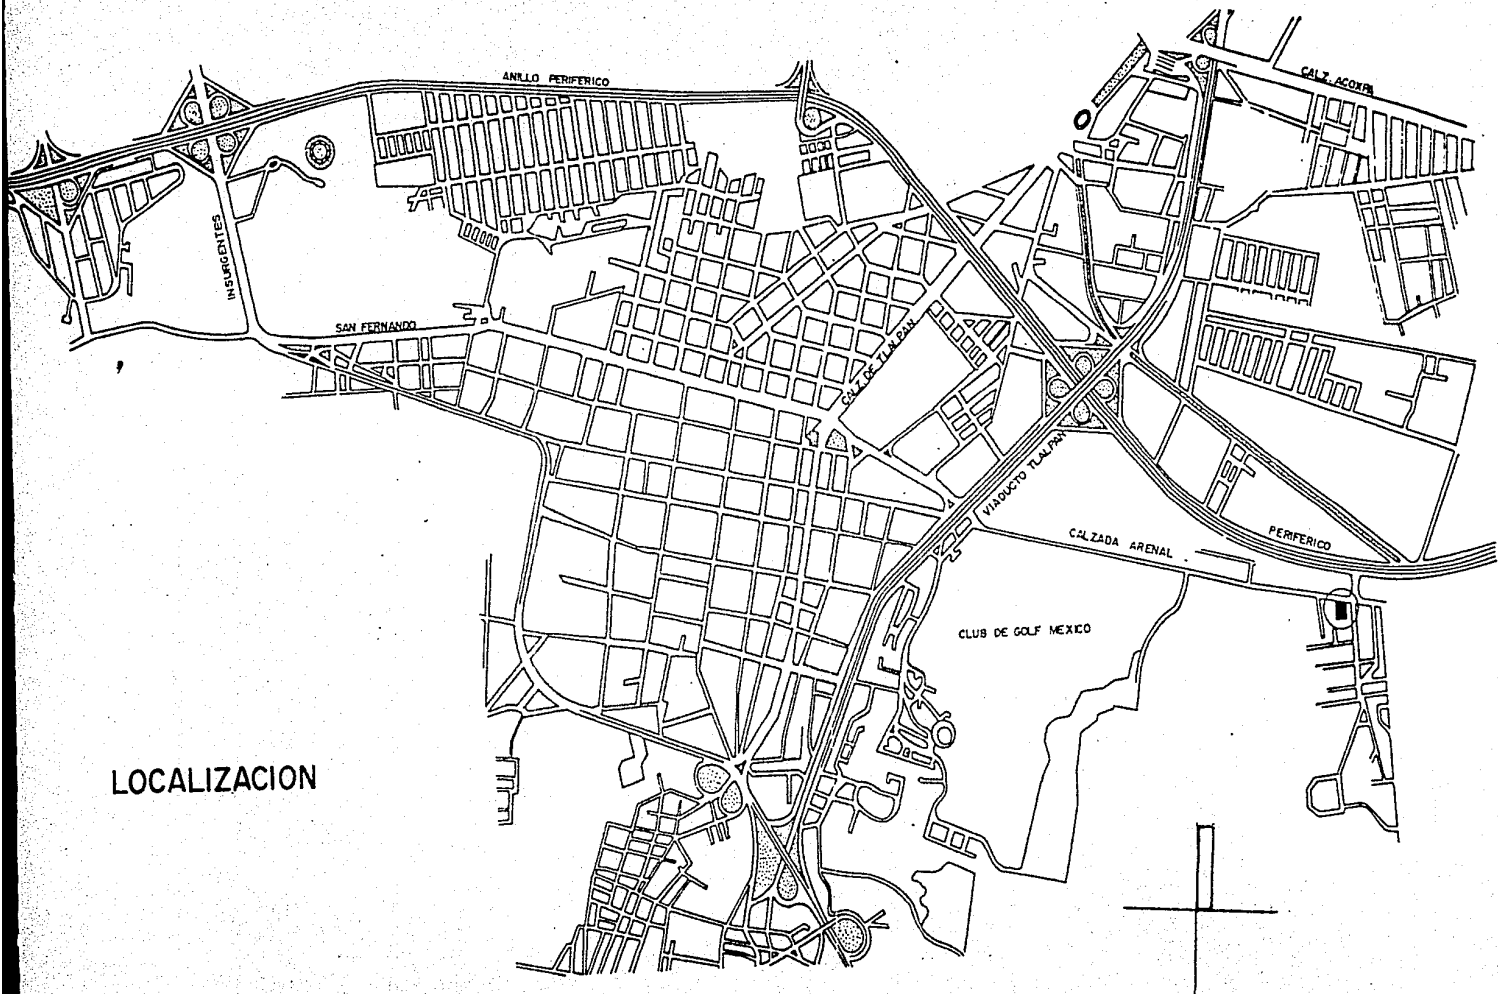 ANILLO PERIFERICO
CALZ. ACOXPA
INSURGENTES
SAN FERNANDO
CALZ. DE TLALPAN
VIADUCTO TLALPAN
CALZADA ARENAL
PERIFERICO
CLUB DE GOLF MEXICO
LOCALIZACION